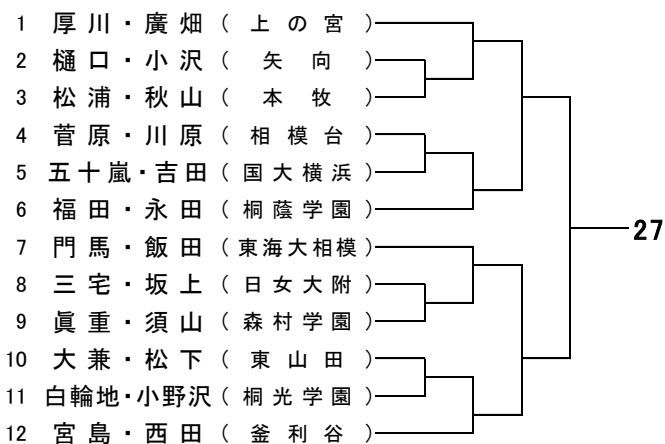 1 厚川・廣畑 ( 上の宮 )
2 樋口・小沢 ( 矢向 )
3 松浦・秋山 ( 本牧 )
4 菅原・川原 ( 相模台 )
5 五十嵐・吉田 ( 国大横浜 )
6 福田・永田 ( 桐蔭学園 )
7 門馬・飯田 ( 東海大相模 )
8 三宅・坂上 ( 日女大附 )
9 眞重・須山 ( 森村学園 )
10 大兼・松下 ( 東山田 )
11 白輪地・小野沢 ( 桐光学園 )
12 宮島・西田 ( 釜利谷 )
27